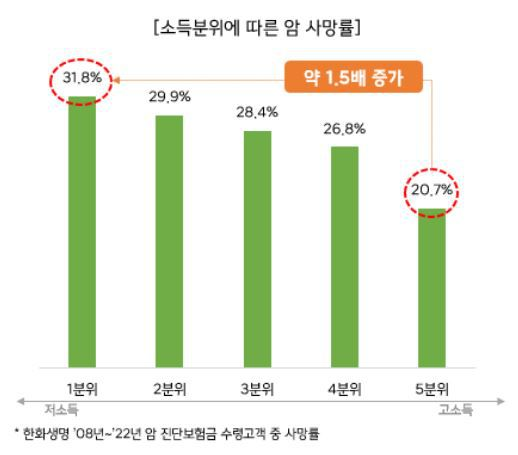 [소득분위에 따른 암 사망률]
약 1.5배 증가
31.8%
29.9%
28.4%
26.8%
20.7%
1분위 2분위 3분위 4분위 5분위
저소득 고소득
* 한화생명 '08년~'22년 암 진단보험금 수령고객 중 사망률